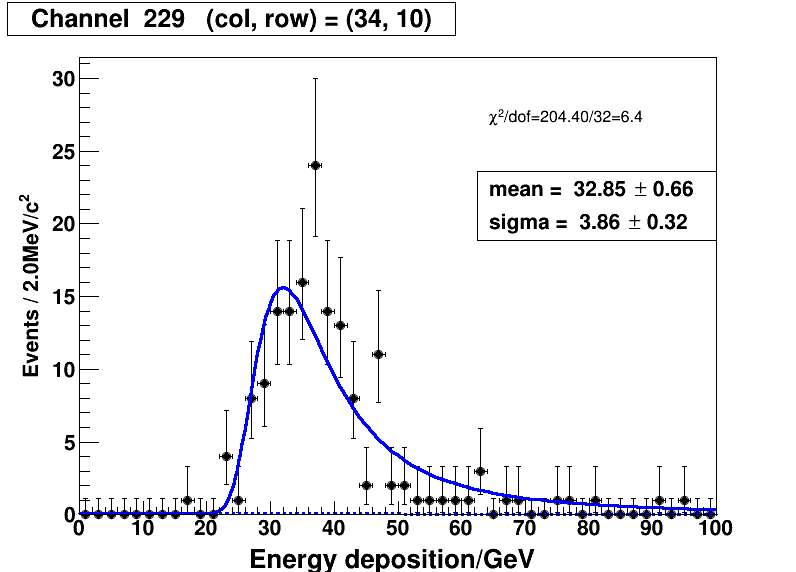 Channel 229 (col, row) = (34, 10)
30
25
20
15
10
5
0
Events / 2.0MeV/c²
χ²/dof=204.40/32=6.4
mean = 32.85 ± 0.66
sigma = 3.86 ± 0.32
0 10 20 30 40 50 60 70 80 90 100
Energy deposition/GeV